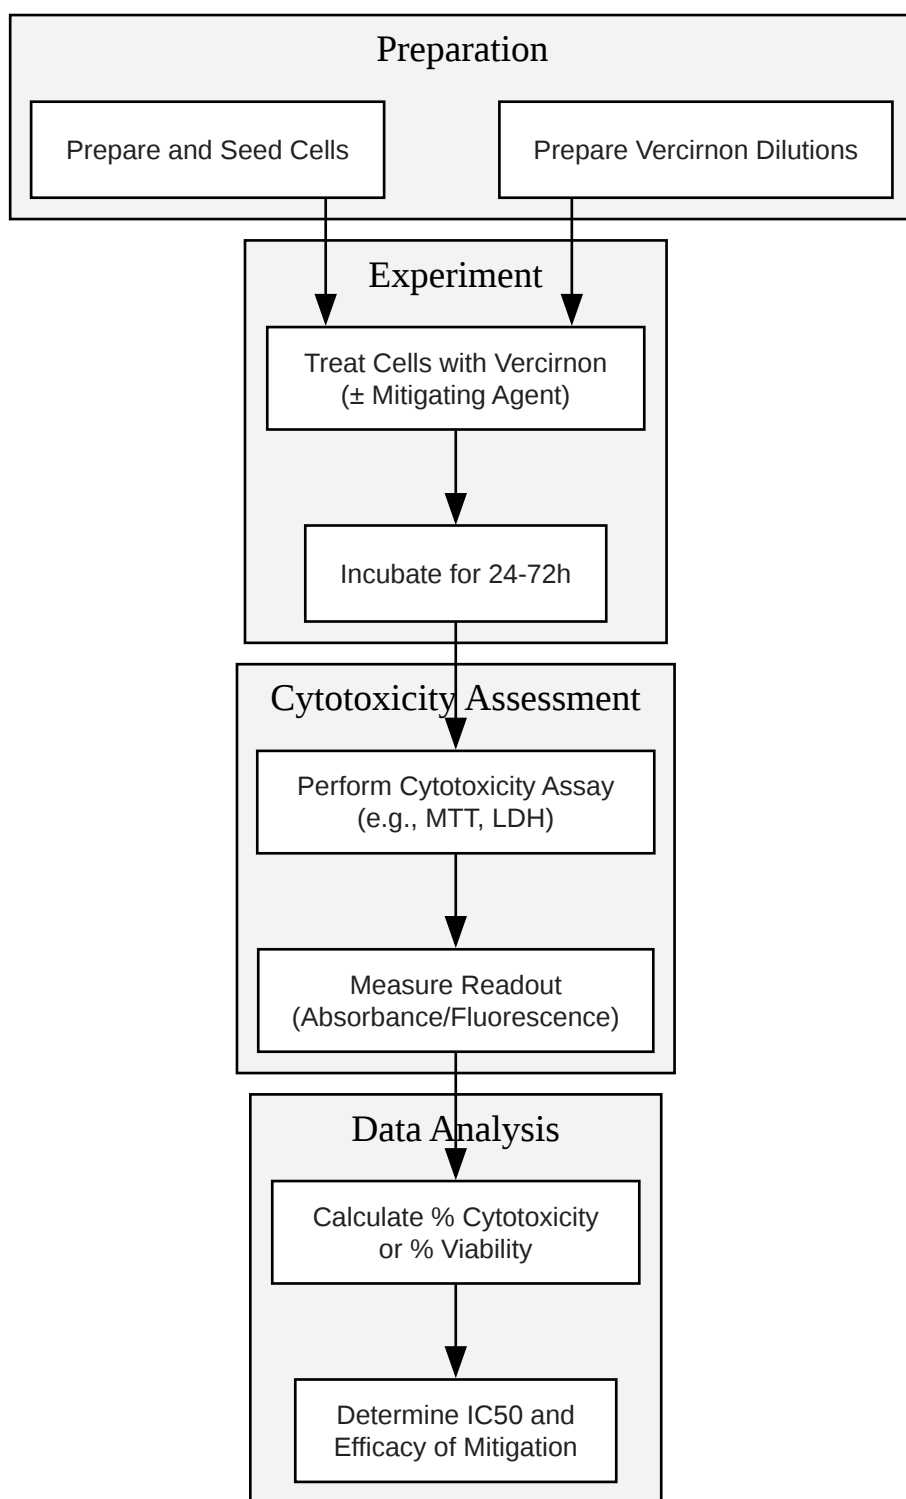 Preparation
Prepare and Seed Cells
Prepare Vercirnon Dilutions
Experiment
Treat Cells with Vercirnon
(± Mitigating Agent)
Incubate for 24-72h
Cytotoxicity Assessment
Perform Cytotoxicity Assay
(e.g., MTT, LDH)
Measure Readout
(Absorbance/Fluorescence)
Data Analysis
Calculate % Cytotoxicity
or % Viability
Determine IC50 and
Efficacy of Mitigation